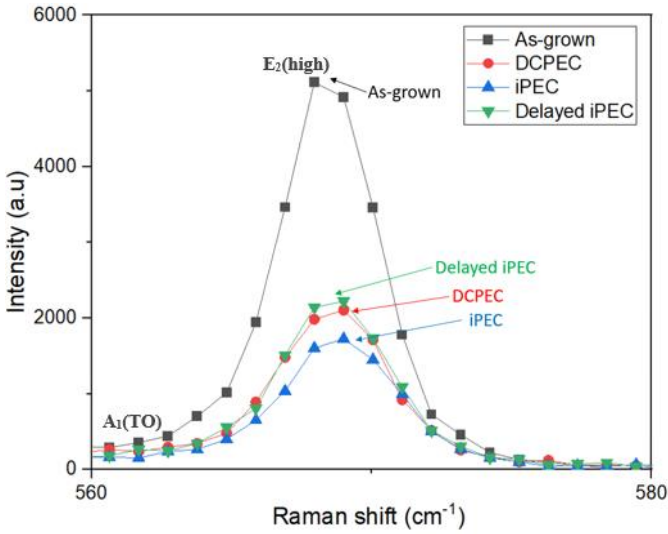 6000
E₂(high)
As-grown
As-grown
DCPEC
iPEC
Delayed iPEC
4000
Intensity (a.u)
Delayed iPEC
DCPEC
2000
iPEC
A₁(TO)
0
560
580
Raman shift (cm⁻¹)